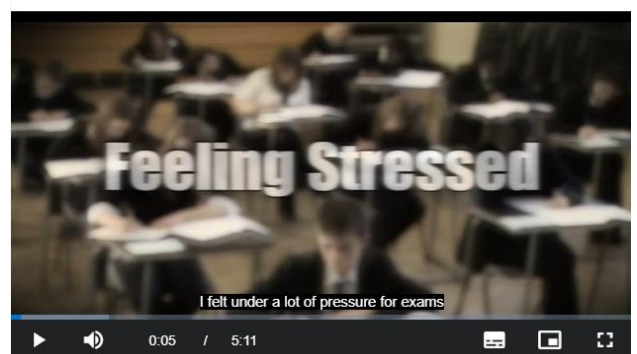 Feeling Stressed
I felt under a lot of pressure for exams
0:05 / 5:11